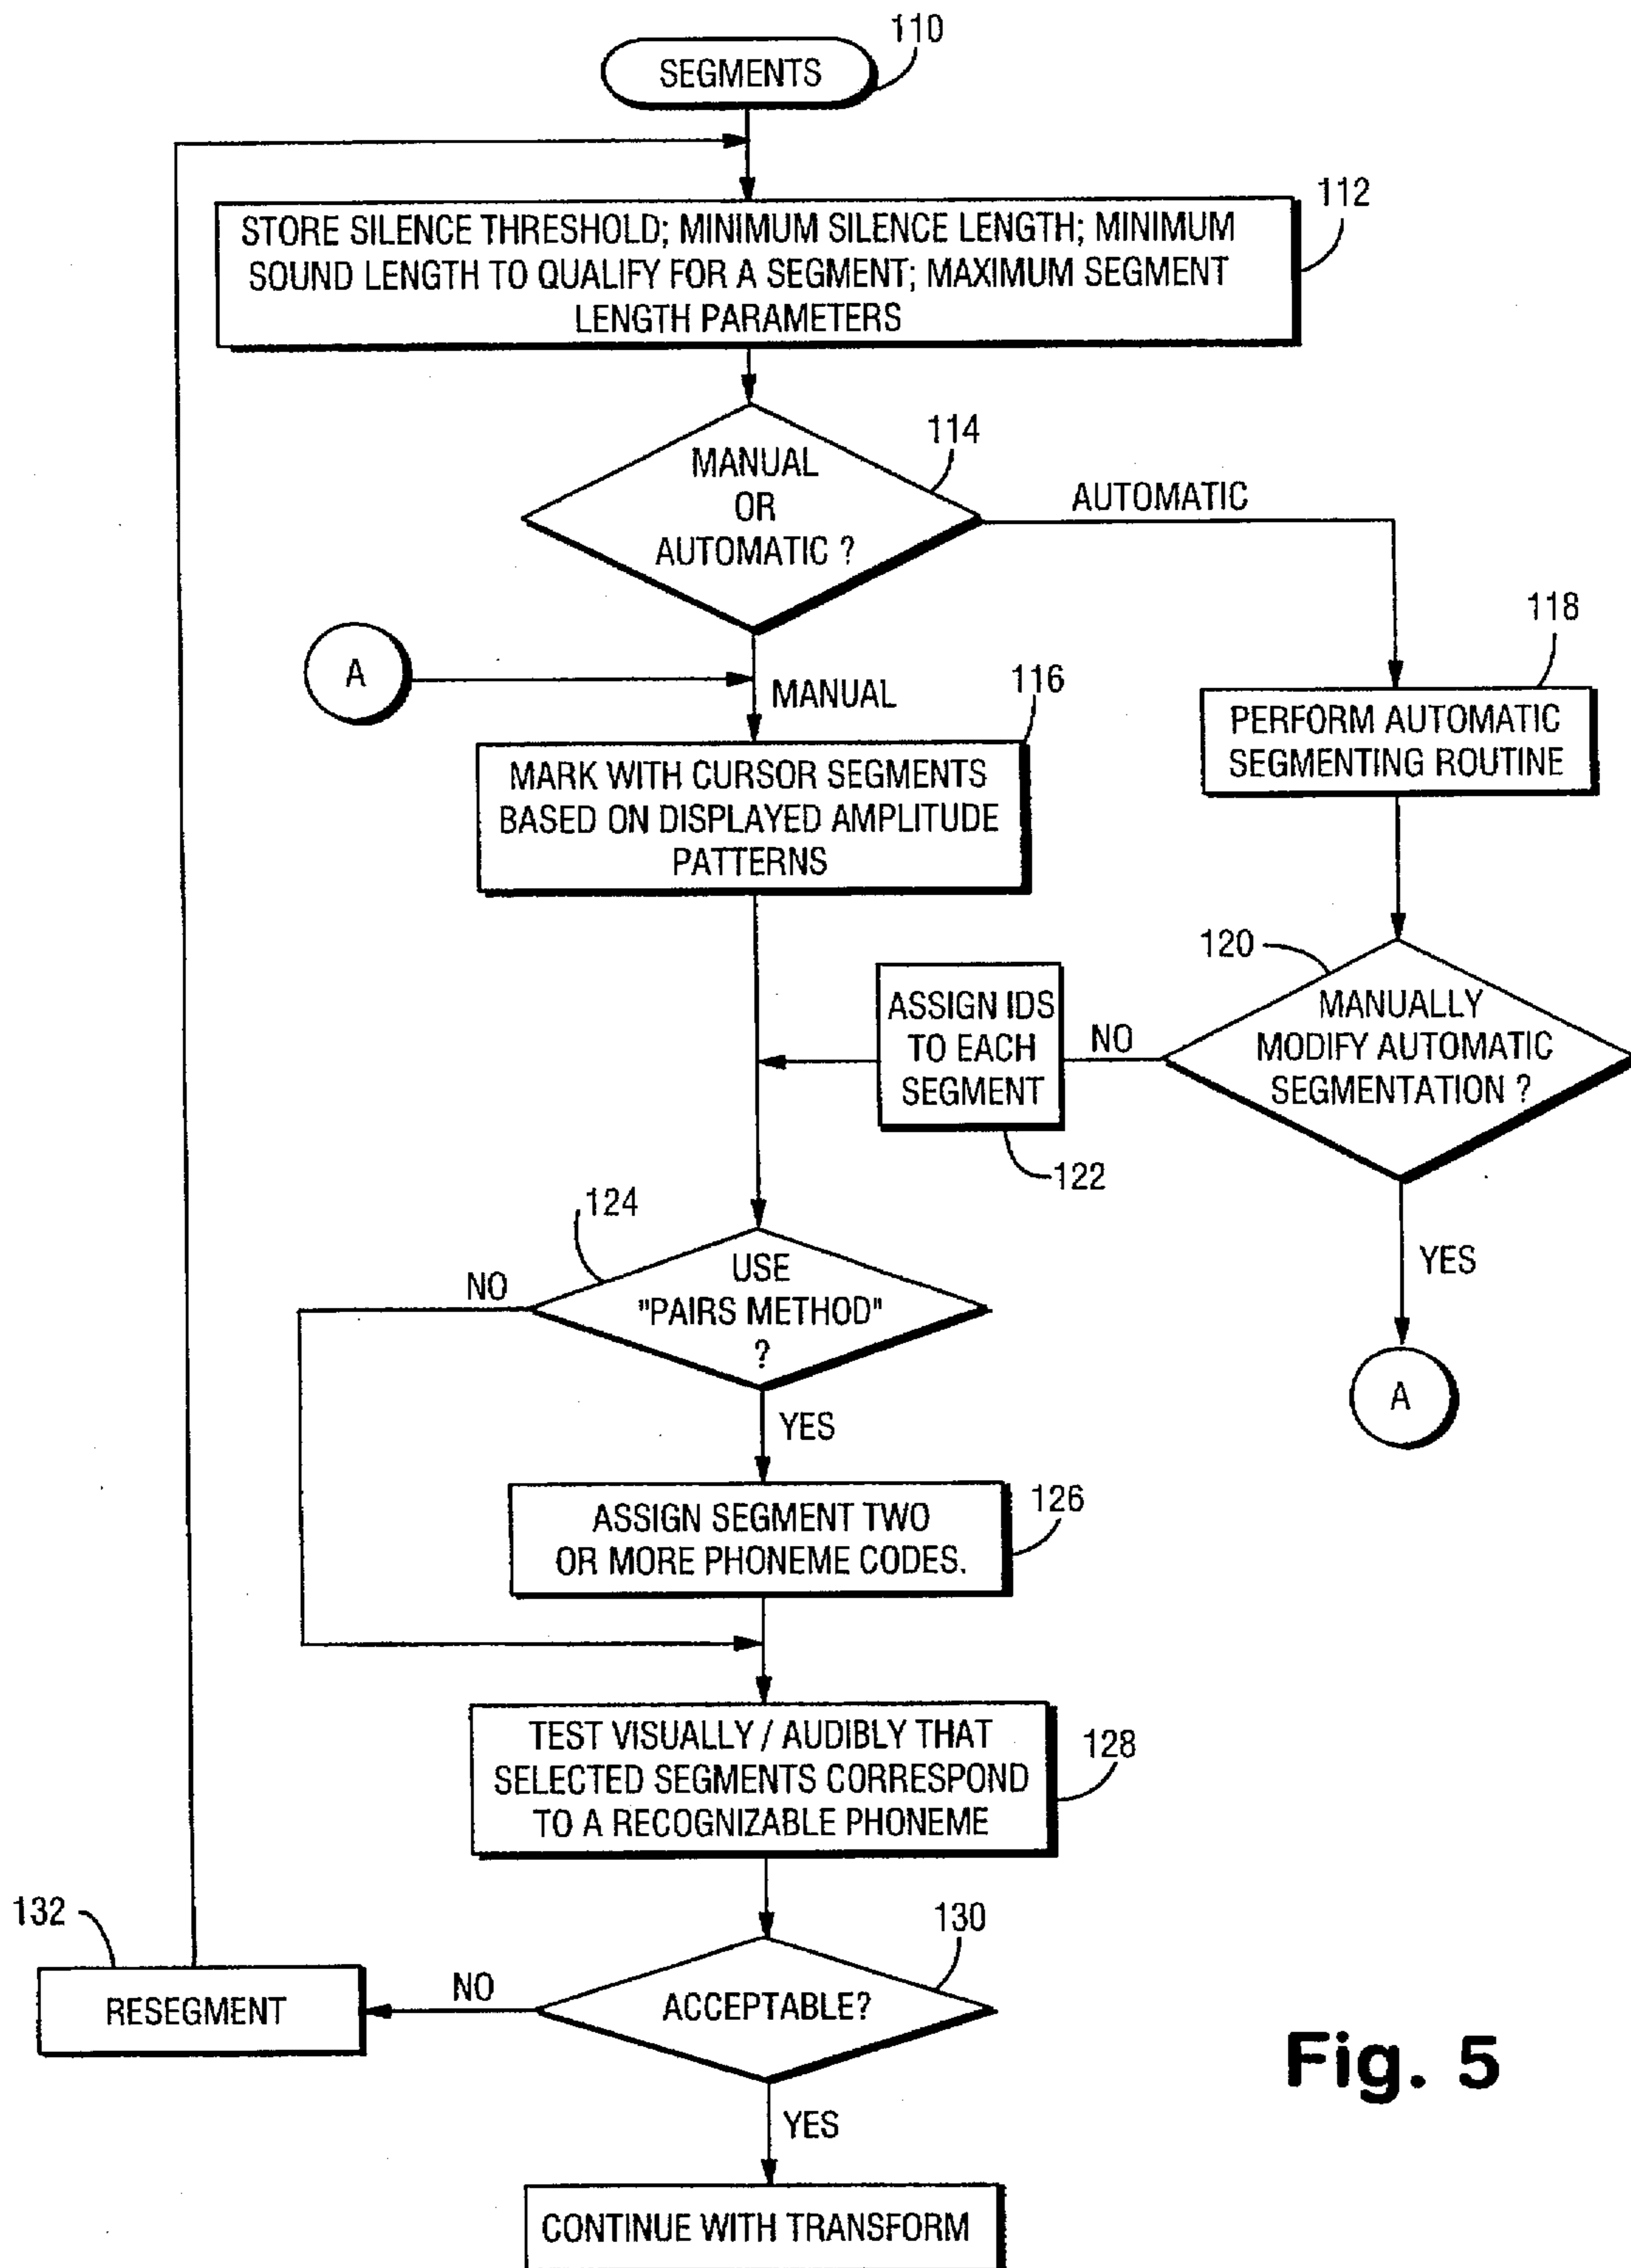 110
SEGMENTS
112
STORE SILENCE THRESHOLD; MINIMUM SILENCE LENGTH; MINIMUM
SOUND LENGTH TO QUALIFY FOR A SEGMENT; MAXIMUM SEGMENT
LENGTH PARAMETERS
114
MANUAL
OR
AUTOMATIC ?
AUTOMATIC
118
A
MANUAL
116
PERFORM AUTOMATIC
SEGMENTING ROUTINE
MARK WITH CURSOR SEGMENTS
BASED ON DISPLAYED AMPLITUDE
PATTERNS
120
MANUALLY
MODIFY AUTOMATIC
SEGMENTATION ?
NO
ASSIGN IDS
TO EACH
SEGMENT
122
YES
A
124
USE
"PAIRS METHOD"
?
NO
YES
126
ASSIGN SEGMENT TWO
OR MORE PHONEME CODES.
TEST VISUALLY / AUDIBLY THAT
SELECTED SEGMENTS CORRESPOND
TO A RECOGNIZABLE PHONEME
128
130
132
ACCEPTABLE?
NO
RESEGMENT
YES
CONTINUE WITH TRANSFORM
Fig. 5